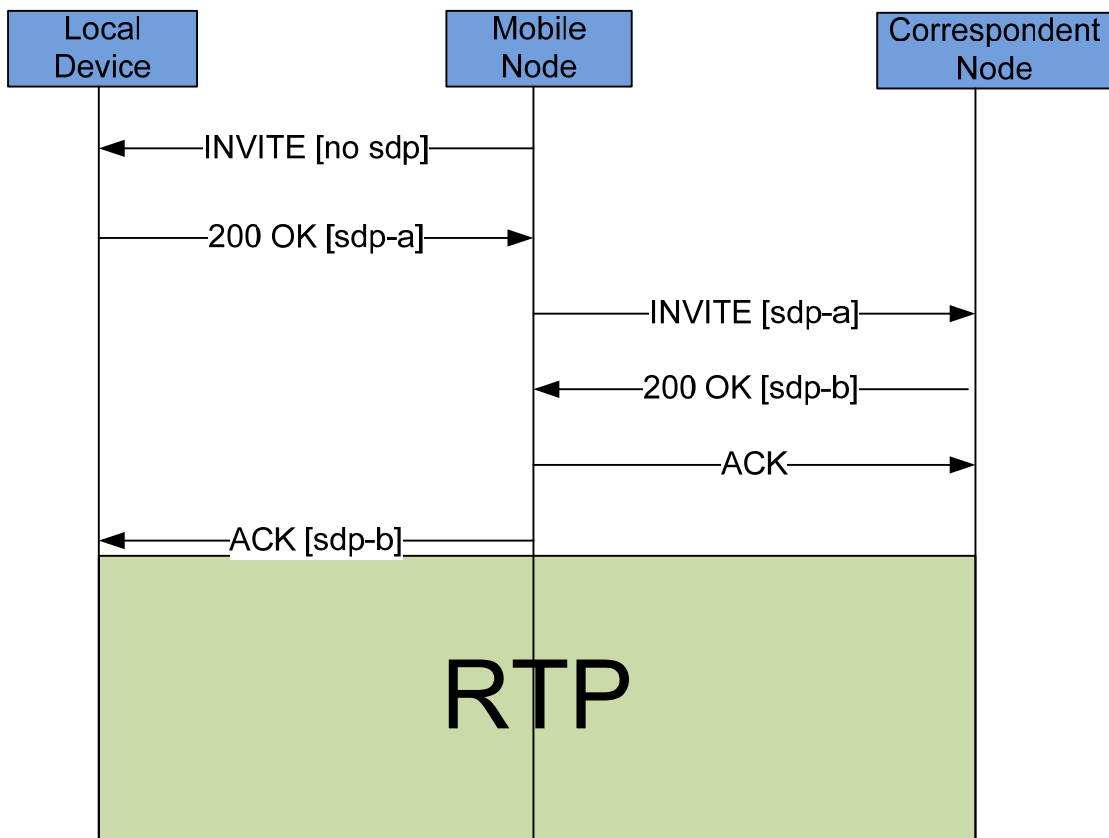 Local
Device
Mobile
Node
Correspondent
Node
INVITE [no sdp]
200 OK [sdp-a]
INVITE [sdp-a]
200 OK [sdp-b]
ACK
ACK [sdp-b]
RTP